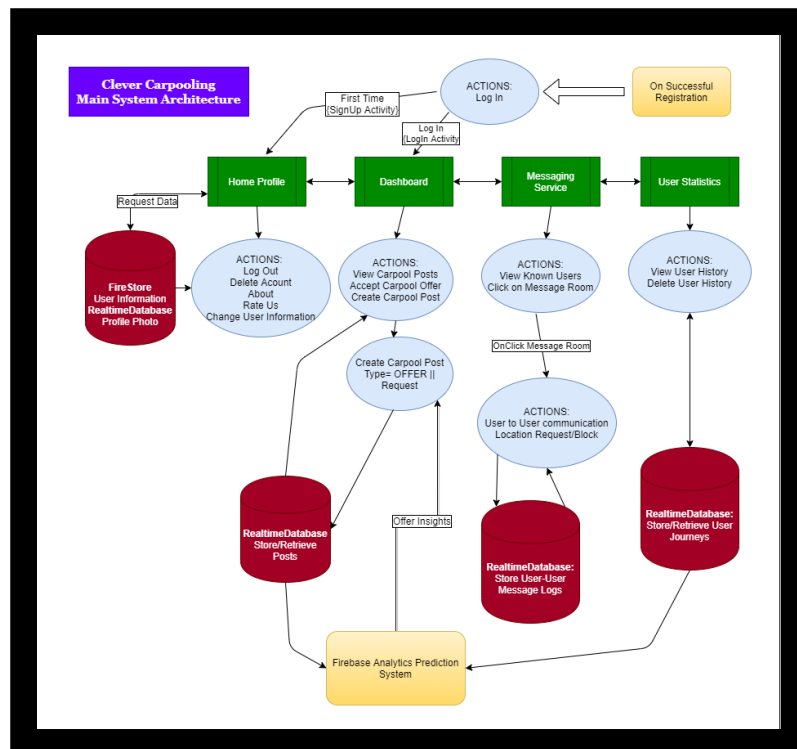 Clever Carpooling
Main System Architecture
ACTIONS:
Log In
On Successful
Registration
First Time
{SignUp Activity}
Log In
(LogIn Activity
Home Profile
Dashboard
Messaging
Service
User Statistics
Request Data
FireStore
User Information
RealtimeDatabase
Profile Photo
ACTIONS:
Log Out
Delete Acount
About
Rate Us
Change User Information
ACTIONS:
View Carpool Posts
Accept Carpool Offer
Create Carpool Post
ACTIONS:
View Known Users
Click on Message Room
ACTIONS:
View User History
Delete User History
OnClick Message Room
Create Carpool Post
Type= OFFER ||
Request
ACTIONS:
User to User communication
Location Request/Block
RealtimeDatabase
Store/Retrieve
Posts
Offer Insights
RealtimeDatabase:
Store User-User
Message Logs
RealtimeDatabase:
Store/Retrieve User
Journeys
Firebase Analytics Prediction
System